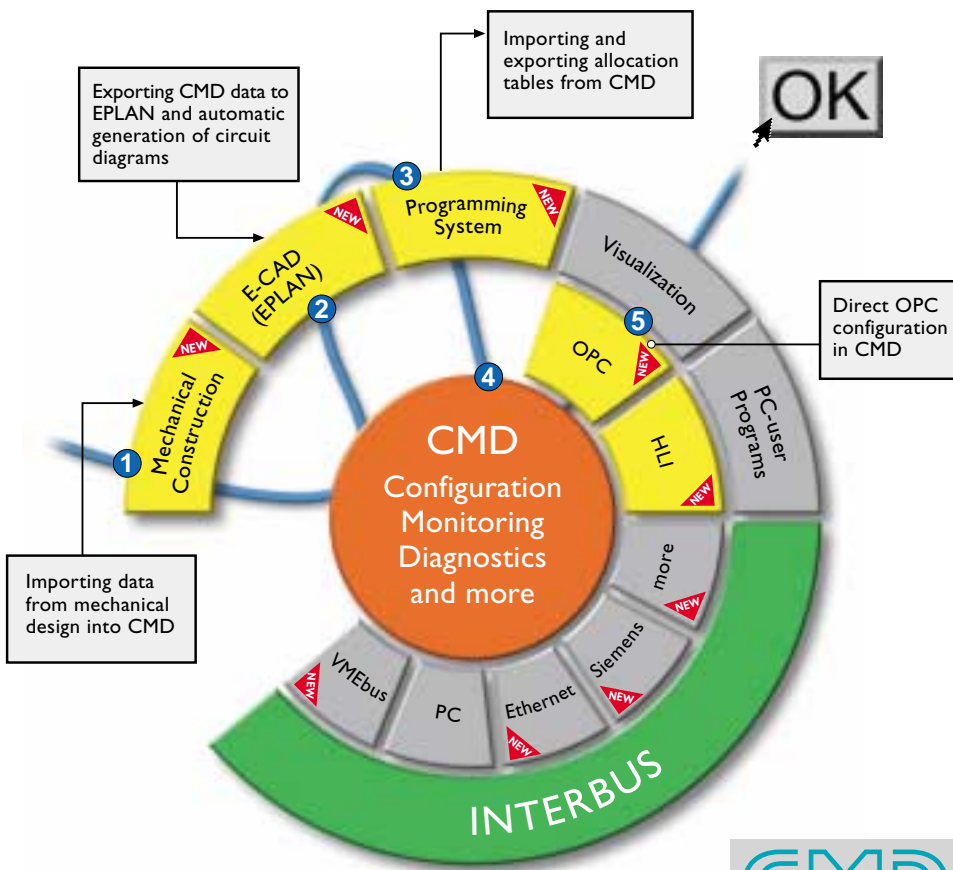 Importing and
exporting allocation
tables from CMD
OK
Exporting CMD data to
EPLAN and automatic
generation of circuit
diagrams
3
Programming
System
NEW
NEW
E-CAD
(EPLAN)
2
Visualization
5
OPC
NEW
Direct OPC
configuration
in CMD
NEW
Mechanical
Construction
1
4
CMD
Configuration
Monitoring
Diagnostics
and more
HLI
NEW
PC-user
Programs
Importing data
from mechanical
design into CMD
more
NEW
Siemens
NEW
Ethernet
NEW
PC
VMEbus
NEW
INTERBUS
CMD